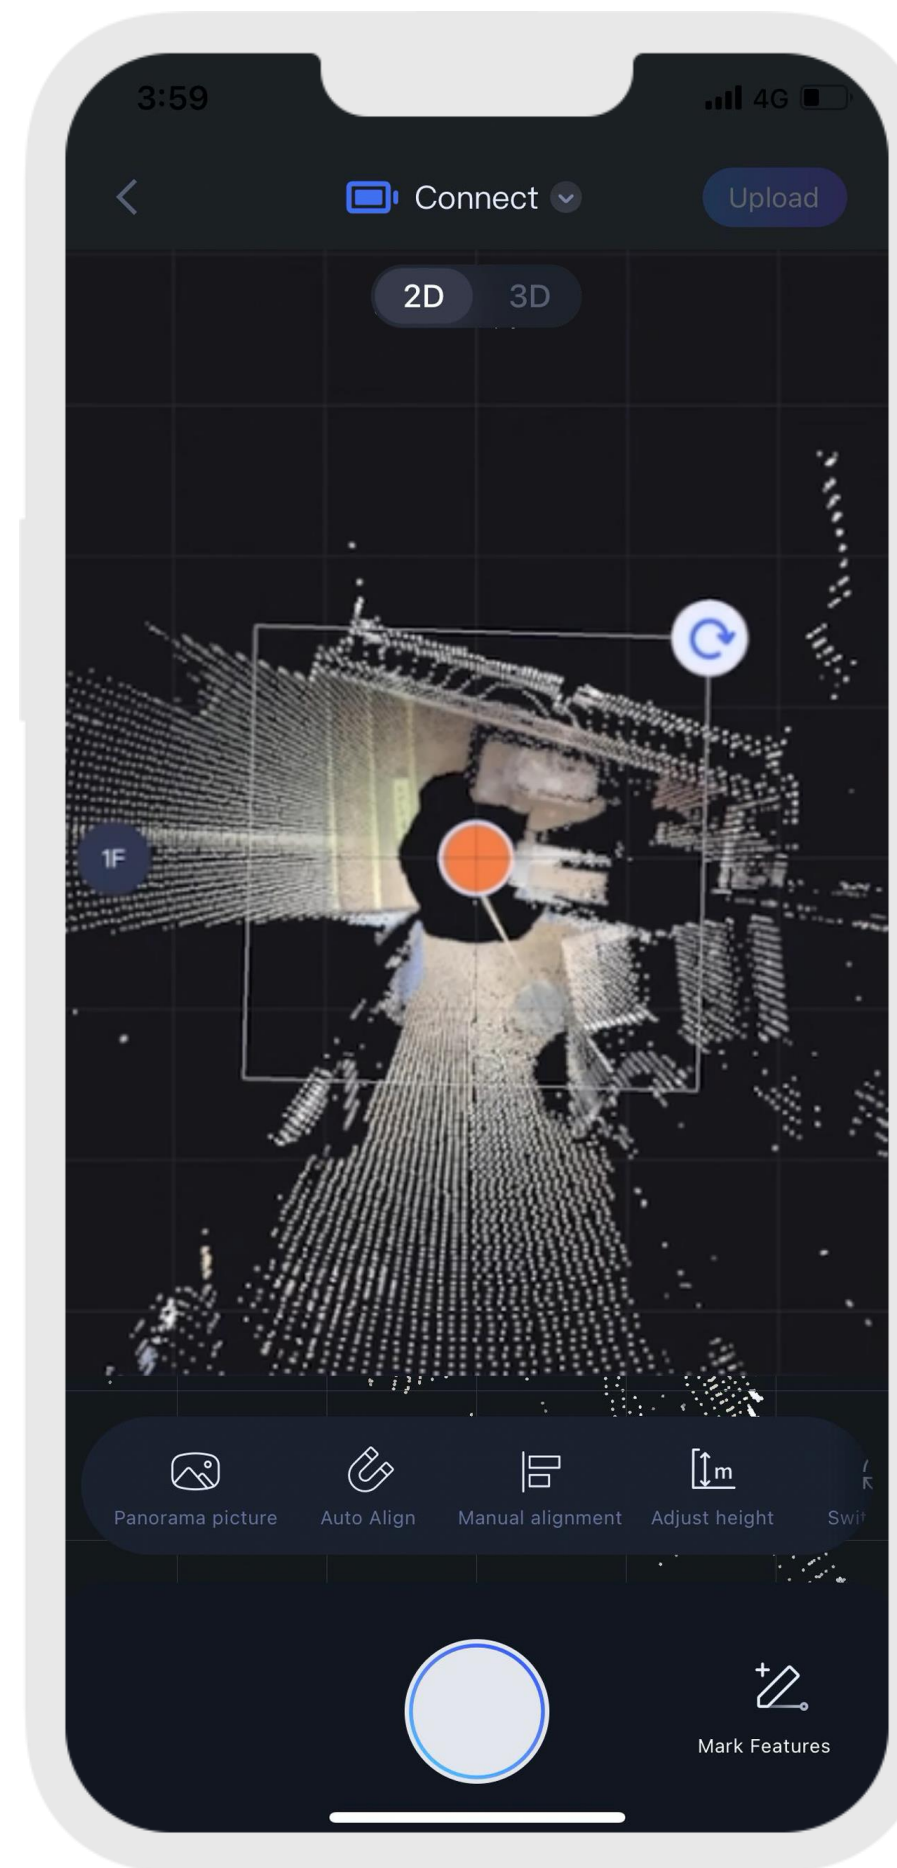 3:59
4G
Connect
Upload
2D
3D
1F
m
Panorama picture
Auto Align
Manual alignment
Adjust height
Mark Features